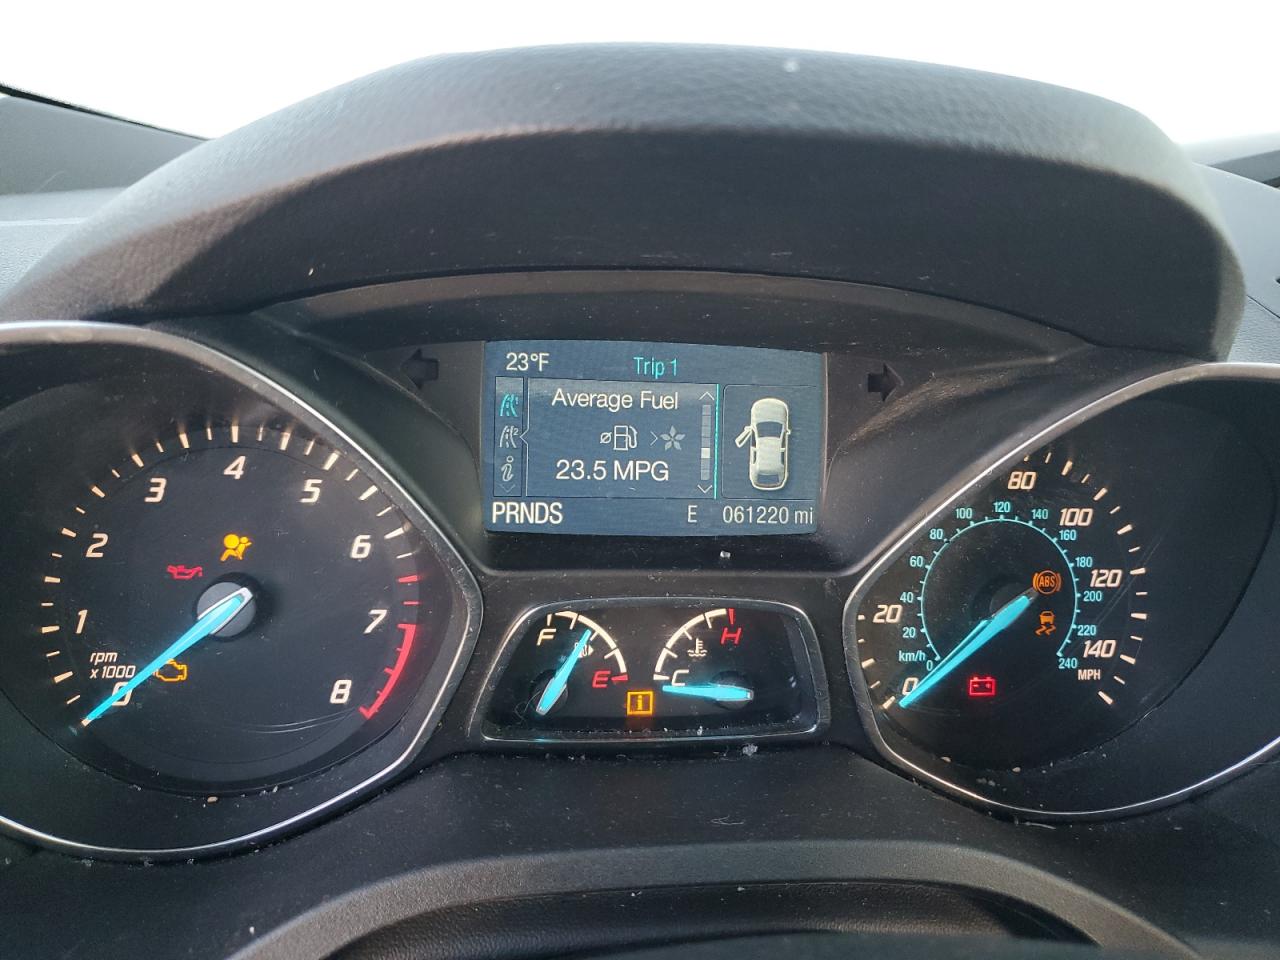 23°F Trip 1
Average Fuel
23.5 MPG
PRNDS E 061220 mi
0 1 2 3 4 5 6 7 8
rpm
x1000
F E
i
C H
0 20 80 100 120 140
MPH
0 20 40 60 80 100 120 140 160 180 200 220 240
km/h
ABS